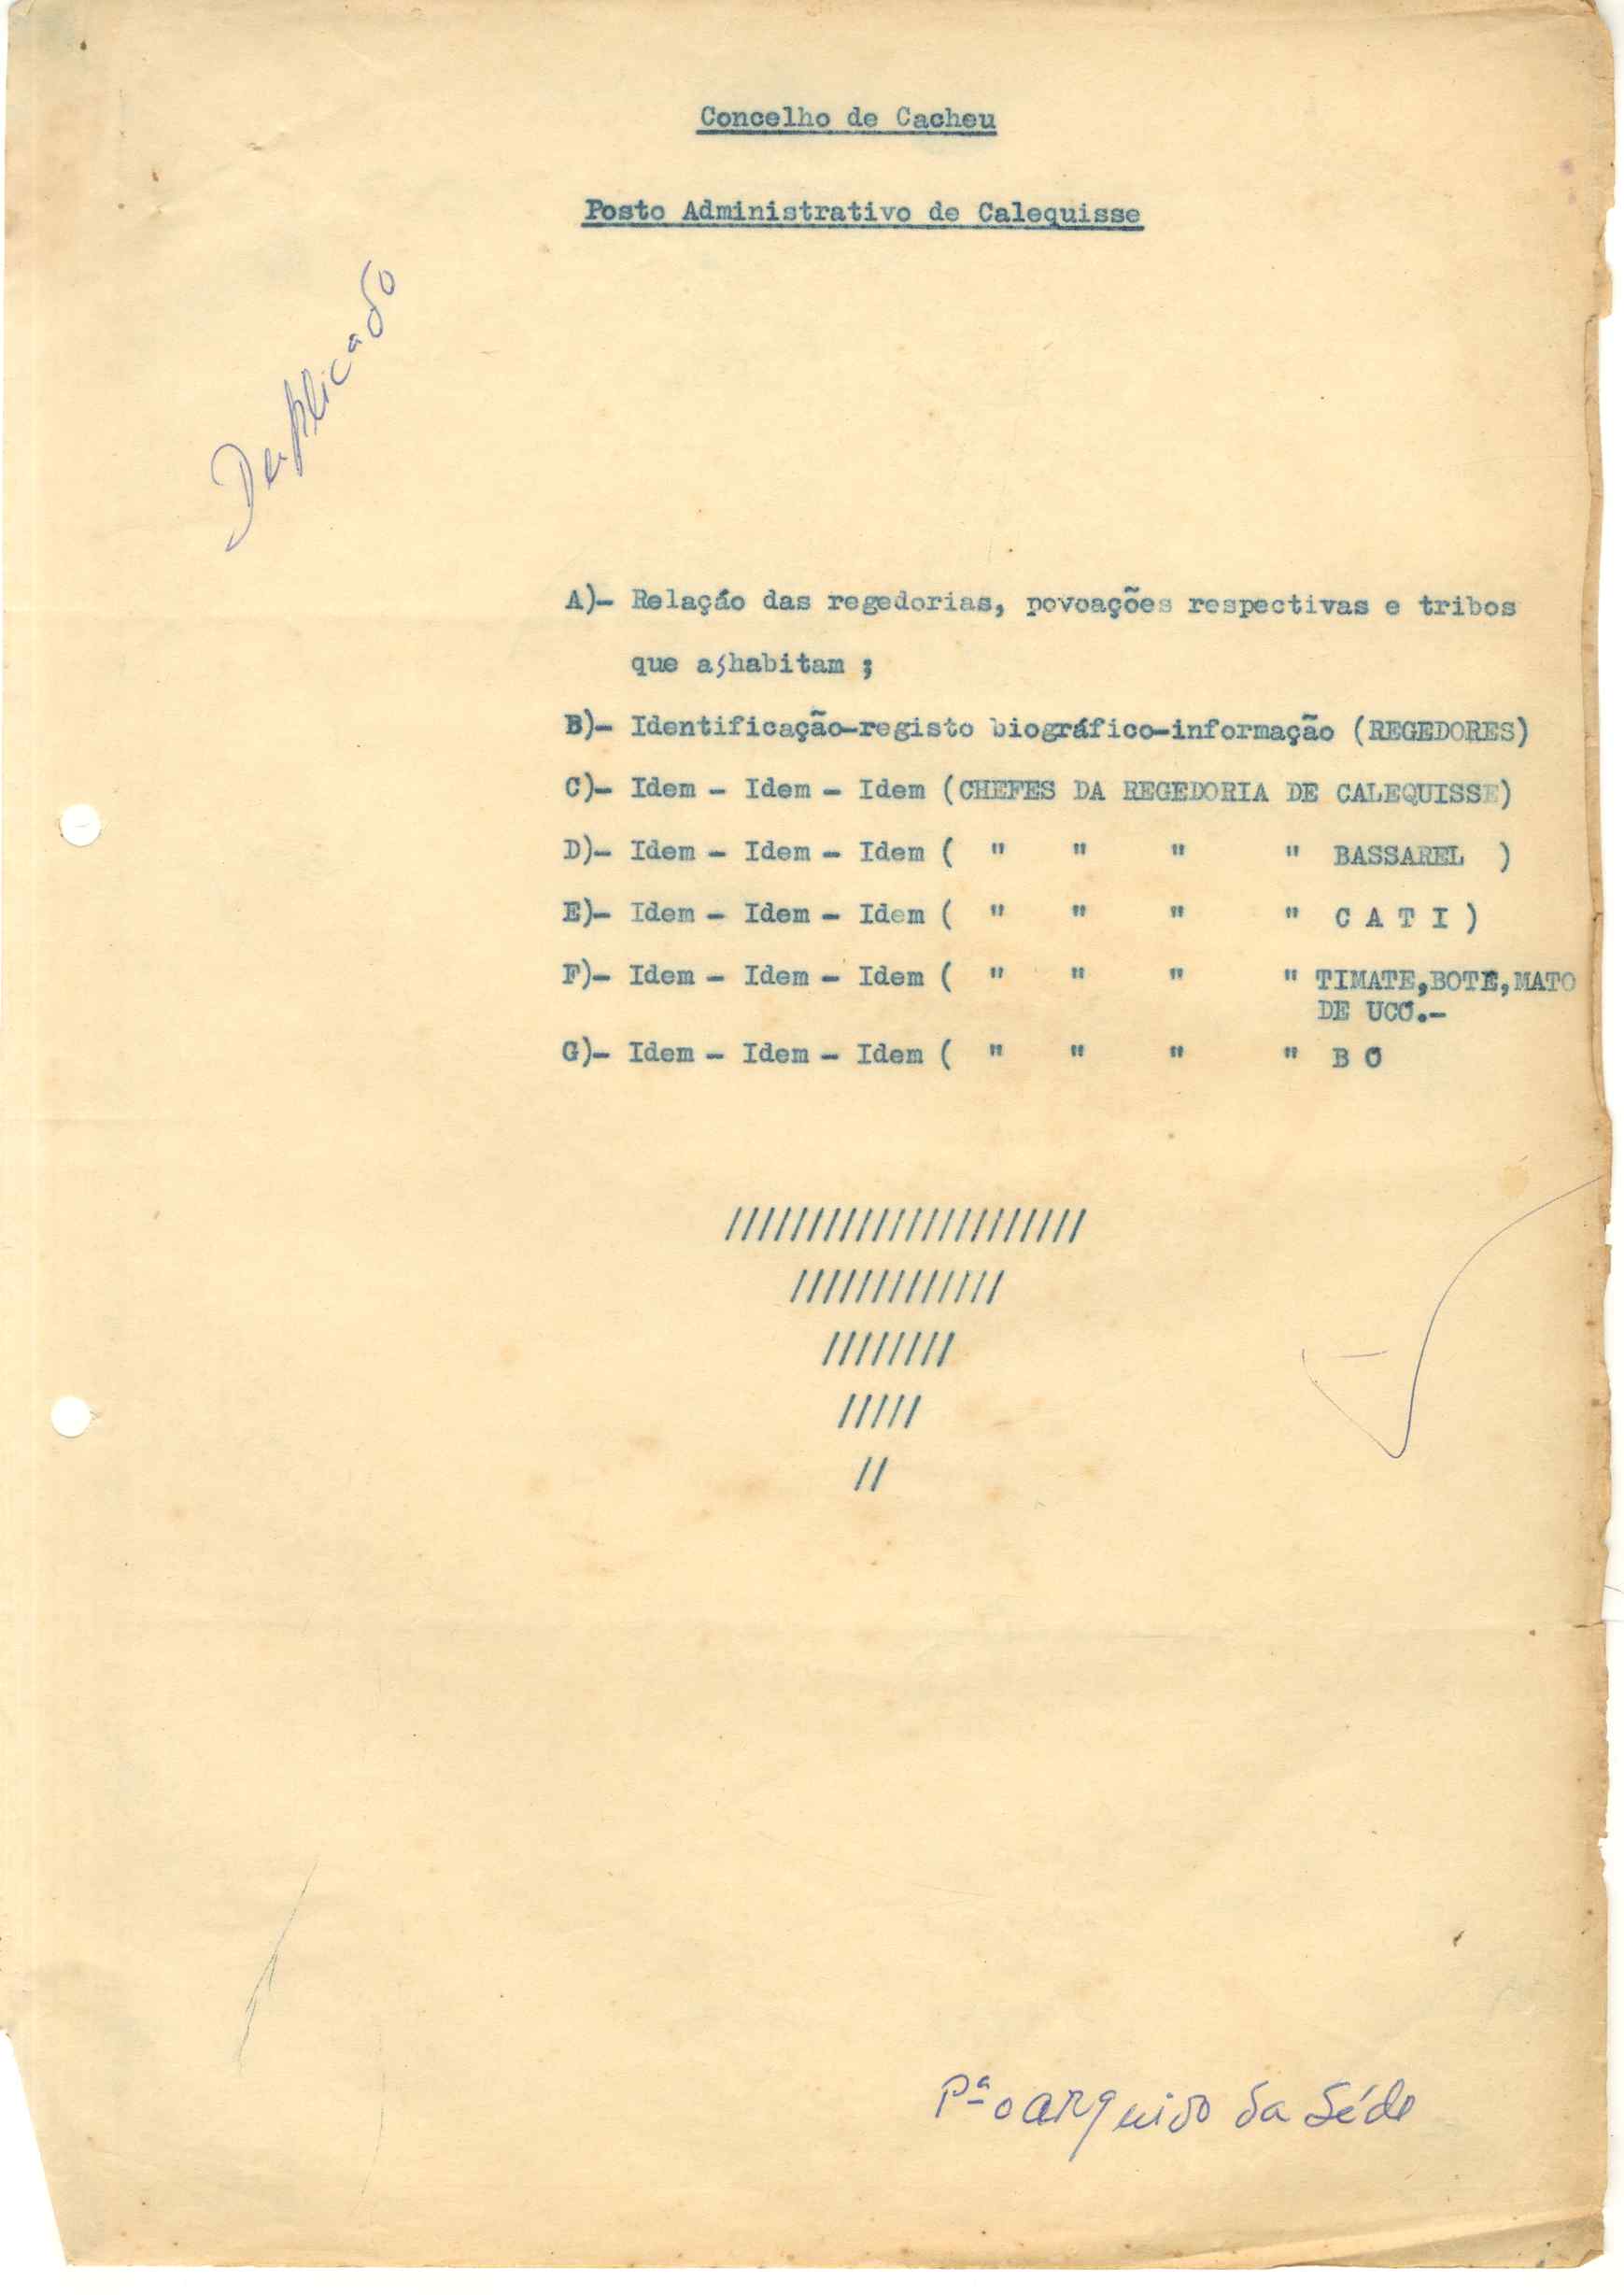 Concelho de Cacheu
Posto Administrativo de Calequisse
Duplicado
A)- Relaçáo das regedorias, povoações respectivas e tribos
que as habitam ;
B)- Identificação-registo biográfico-informação (REGEDORES)
C)- Idem - Idem - Idem (CHEFES DA REGEDORIA DE CALEQUISSE)
D)- Idem - Idem - Idem ( " " " " BASSAREL )
E)- Idem - Idem - Idem ( " " " " C A T I )
F)- Idem - Idem - Idem ( " " " " TIMATE,BOTE,MATO
DE UCO.-
G)- Idem - Idem - Idem ( " " " " B O
//////////////////////
/////////////
////////
/////
//
Pª o arquivo da Séde